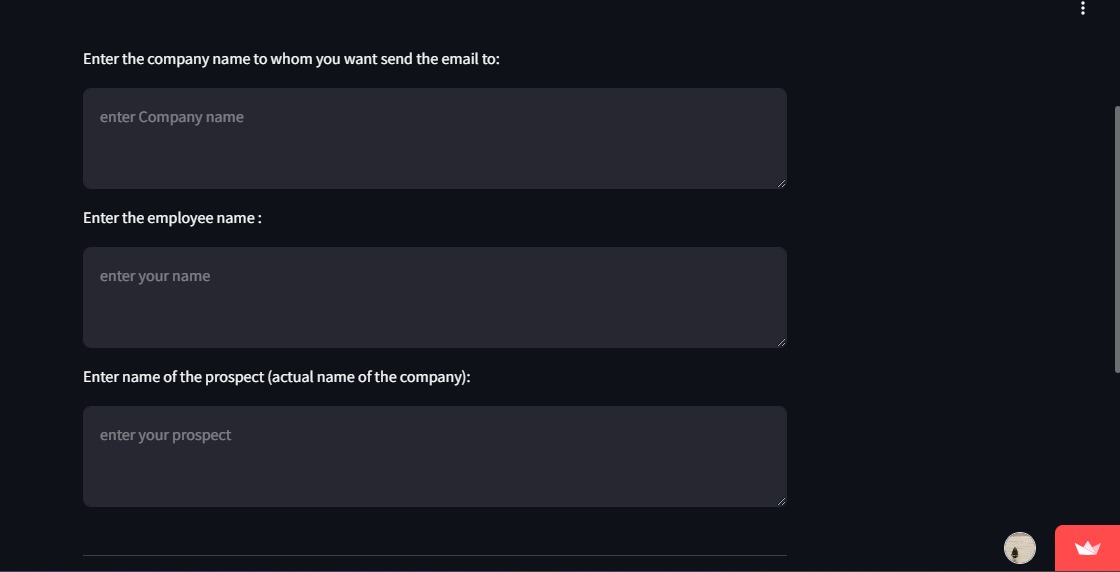 Enter the company name to whom you want send the email to:
enter Company name
Enter the employee name :
enter your name
Enter name of the prospect (actual name of the company):
enter your prospect